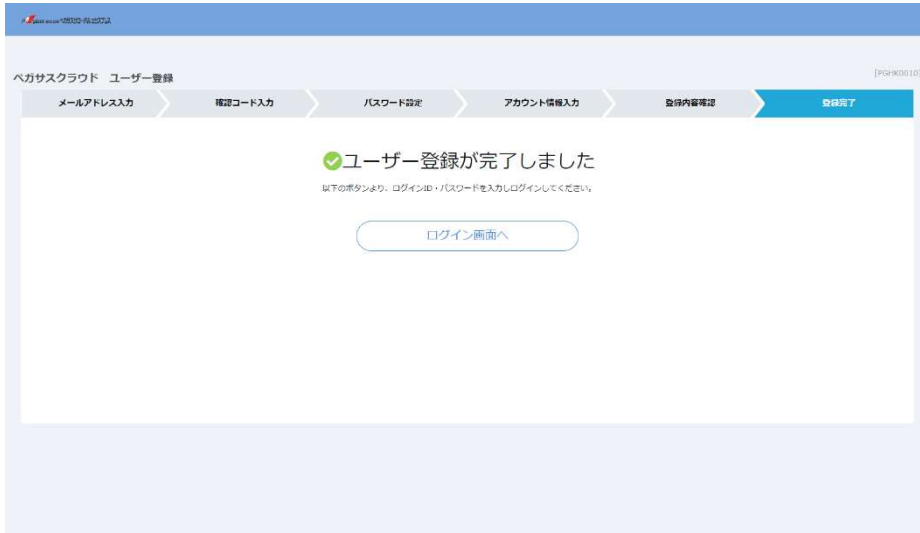 ペガサスクラウド ユーザー登録
[PGHK0010]
メールアドレス入力
確認コード入力
パスワード設定
アカウント情報入力
登録内容確認
登録完了
ユーザー登録が完了しました
以下のボタンより、ログインID・パスワードを入力しログインしてください。
ログイン画面へ